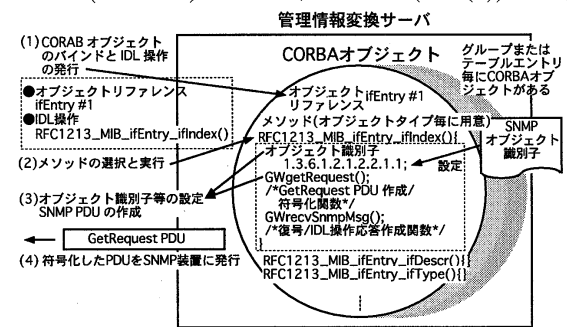 管理情報変換サーバ
(1) CORAB オブジェクト
のバインドと IDL 操作
の発行
●オブジェクトリファレンス
ifEntry #1
●IDL操作
RFC1213_MIB_ifEntry_ifIndex()
(2)メソッドの選択と実行
(3)オブジェクト識別子等の設定
SNMP PDU の作成
GetRequest PDU
(4) 符号化したPDUをSNMP装置に発行
CORBAオブジェクト
オブジェクト
リファレンス
ifEntry #1
メソッド(オブジェクトタイプ毎に用意)
RFC1213_MIB_ifEntry_ifIndex(){
オブジェクト識別子
1.3.6.1.2.1.2.2.1.1;
GWgetRequest();
/*GetRequest PDU 作成/
符号化関数*/
GWrecvSnmpMsg();
/*復号/IDL操作応答作成関数*/
}
RFC1213_MIB_ifEntry_ifDescr(){}
RFC1213_MIB_ifEntry_ifType(){}
グループまたは
テーブルエントリ
毎にCORBAオブ
ジェクトがある
SNMP
オブジェクト
識別子
設定